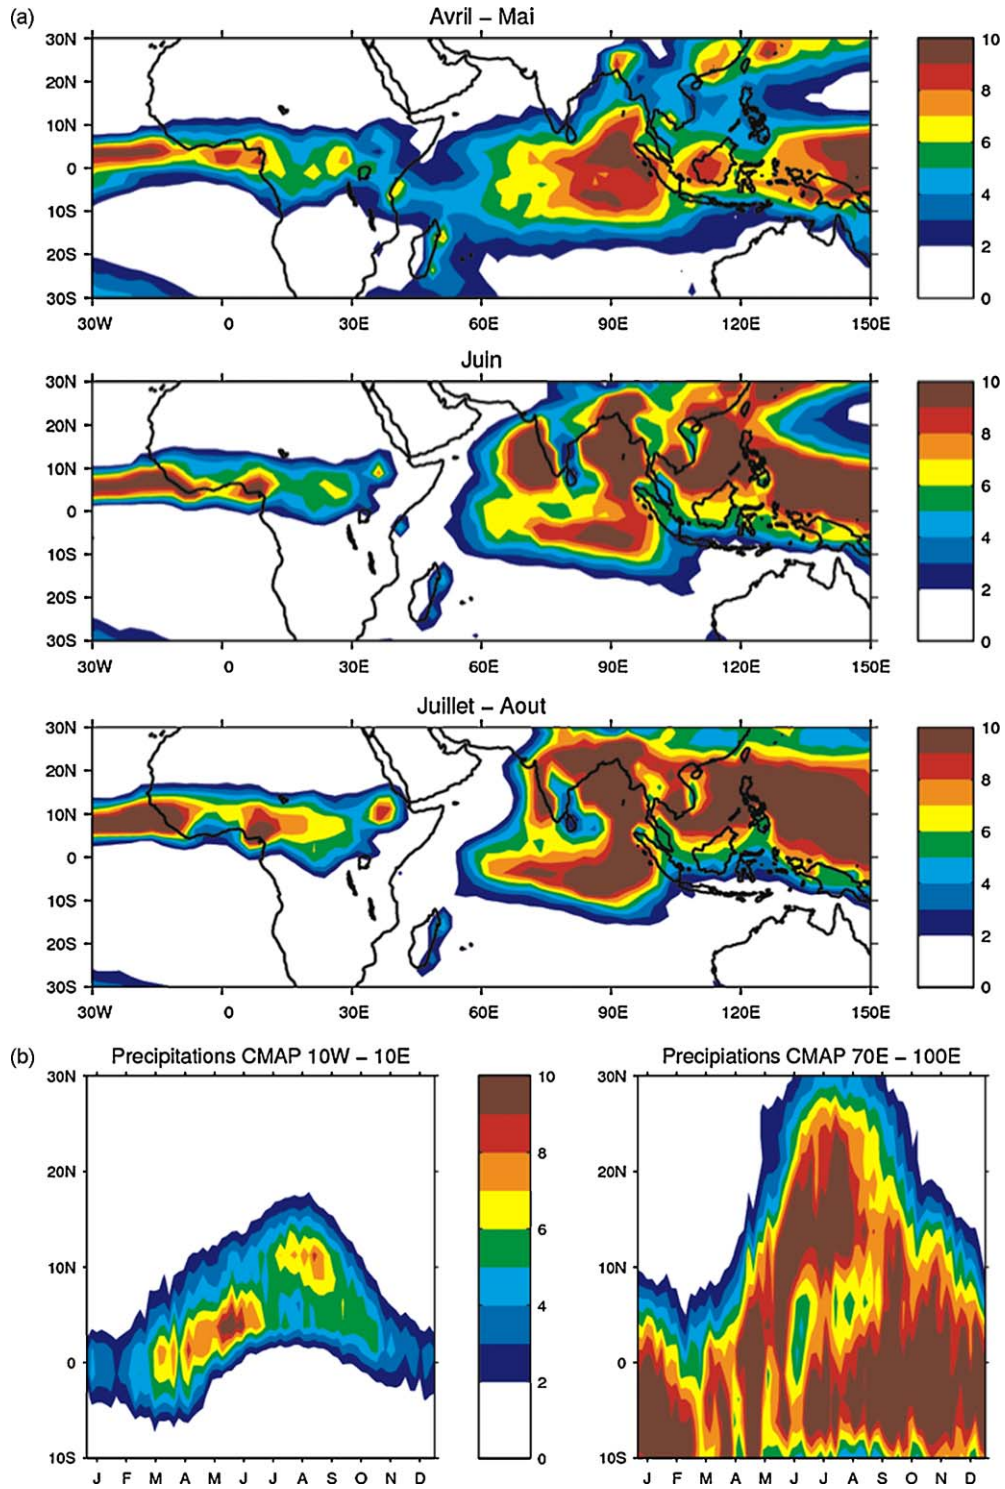 (a)
Avril – Mai
30N
20N
10N
0
10S
20S
30S
30W 0 30E 60E 90E 120E 150E
10
8
6
4
2
0
Juin
30N
20N
10N
0
10S
20S
30S
30W 0 30E 60E 90E 120E 150E
10
8
6
4
2
0
Juillet – Aout
30N
20N
10N
0
10S
20S
30S
30W 0 30E 60E 90E 120E 150E
10
8
6
4
2
0
(b)
Precipitations CMAP 10W – 10E
30N
20N
10N
0
10S
J F M A M J J A S O N D
10
8
6
4
2
0
Precipiations CMAP 70E – 100E
30N
20N
10N
0
10S
J F M A M J J A S O N D